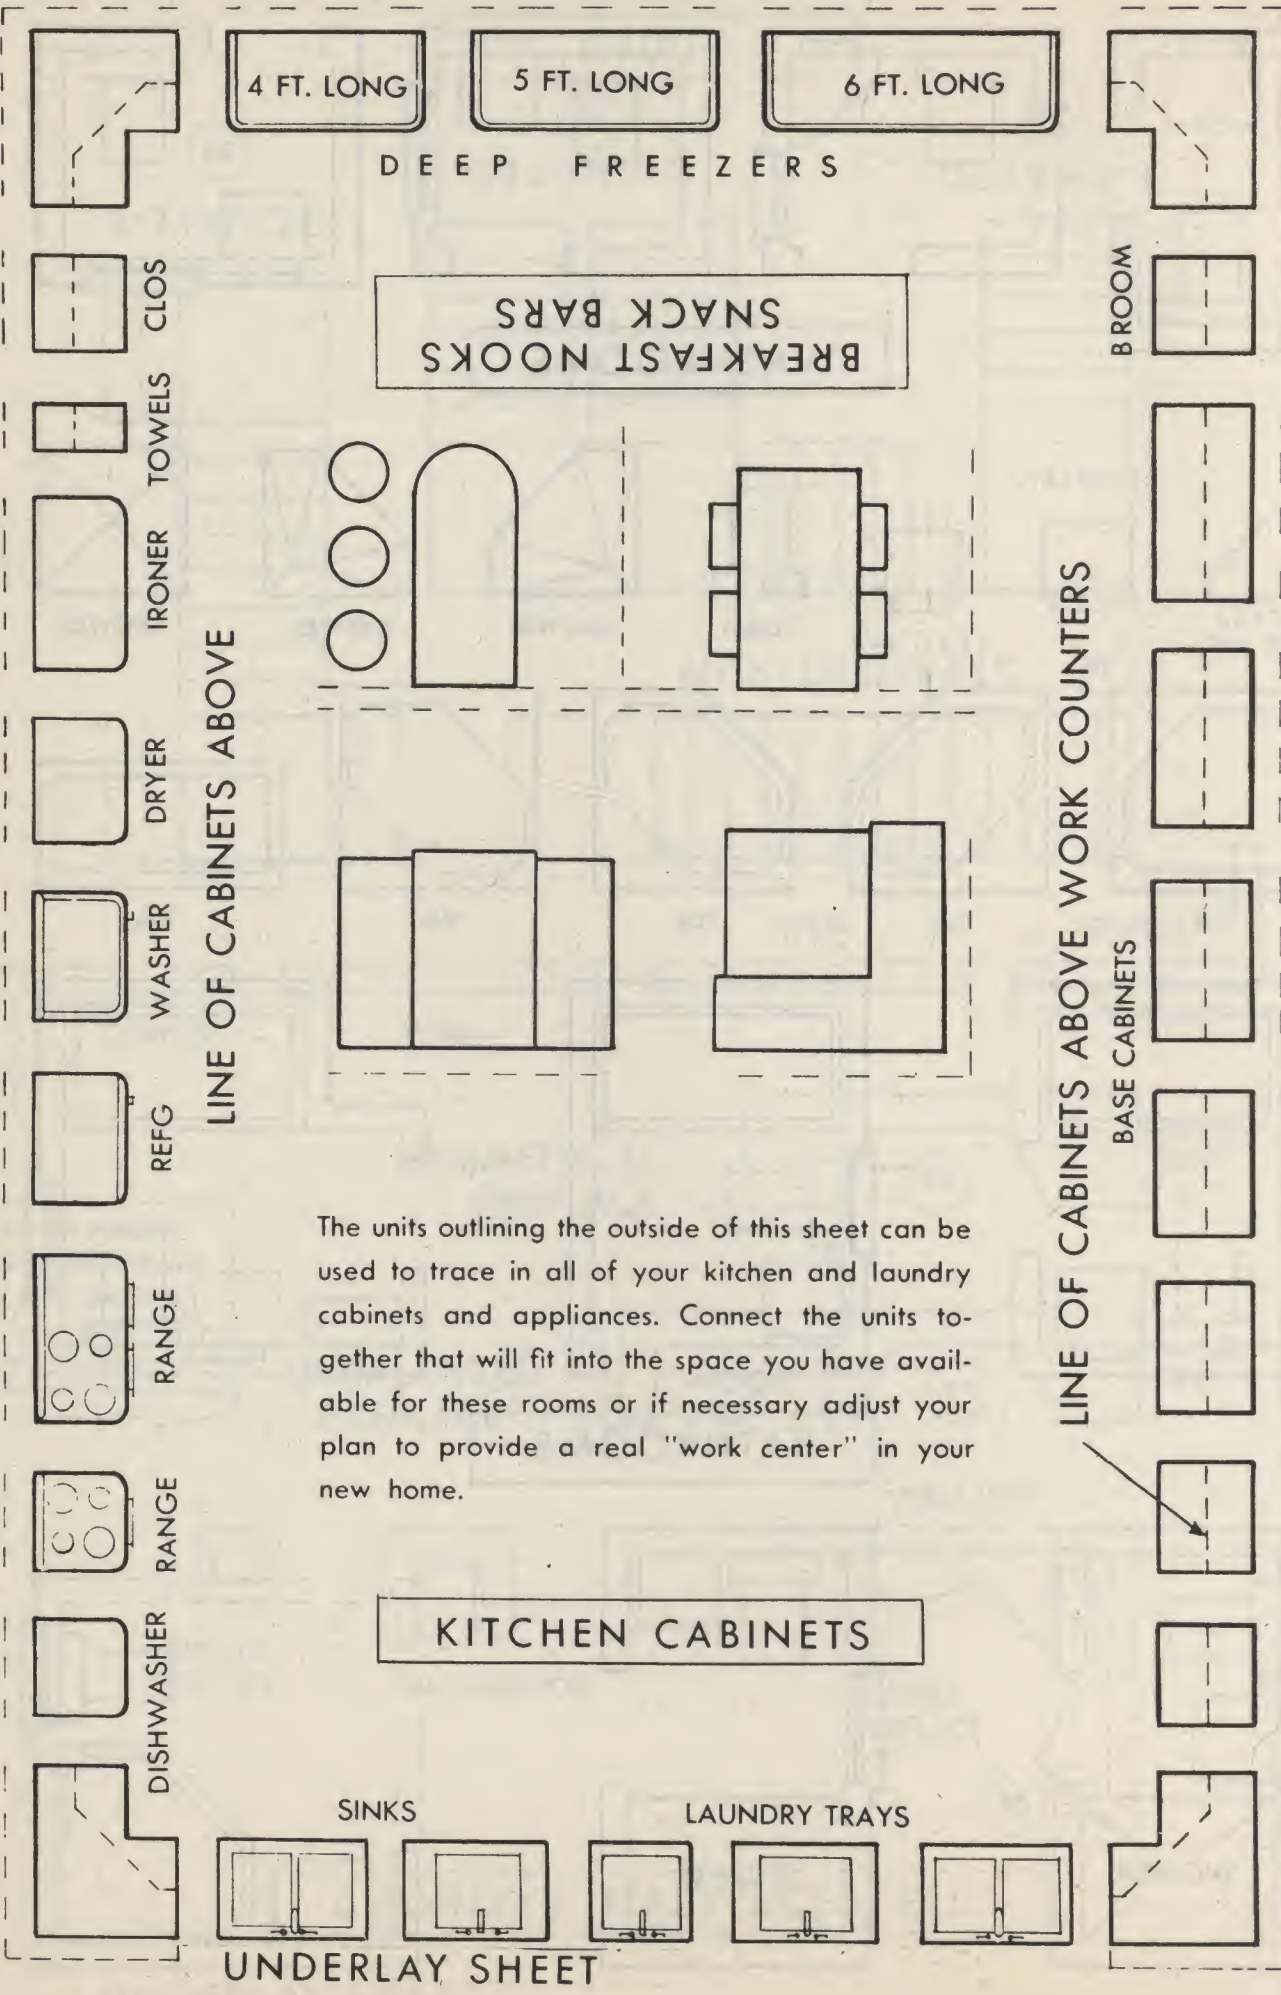 4 FT. LONG
5 FT. LONG
6 FT. LONG
DEEP FREEZERS
BREAKFAST NOOKS
SNACK BARS
CLOS
TOWELS
IRONER
DRYER
WASHER
REFG
RANGE
RANGE
DISHWASHER
LINE OF CABINETS ABOVE
BROOM
LINE OF CABINETS ABOVE WORK COUNTERS
BASE CABINETS
The units outlining the outside of this sheet can be
used to trace in all of your kitchen and laundry
cabinets and appliances. Connect the units to-
gether that will fit into the space you have avail-
able for these rooms or if necessary adjust your
plan to provide a real "work center" in your
new home.
KITCHEN CABINETS
SINKS
LAUNDRY TRAYS
UNDERLAY SHEET